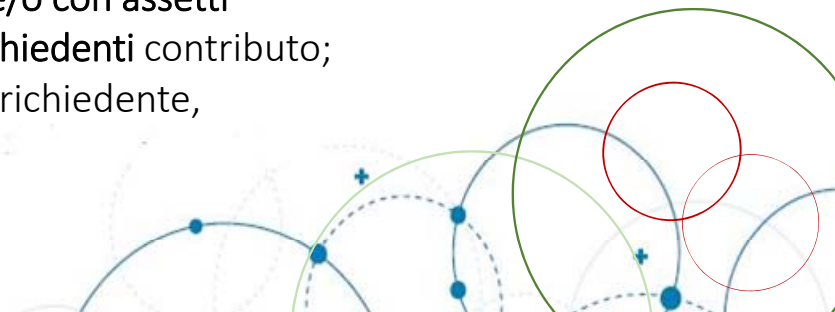 e/o con assetti
hiedenti contributo;
richiedente,